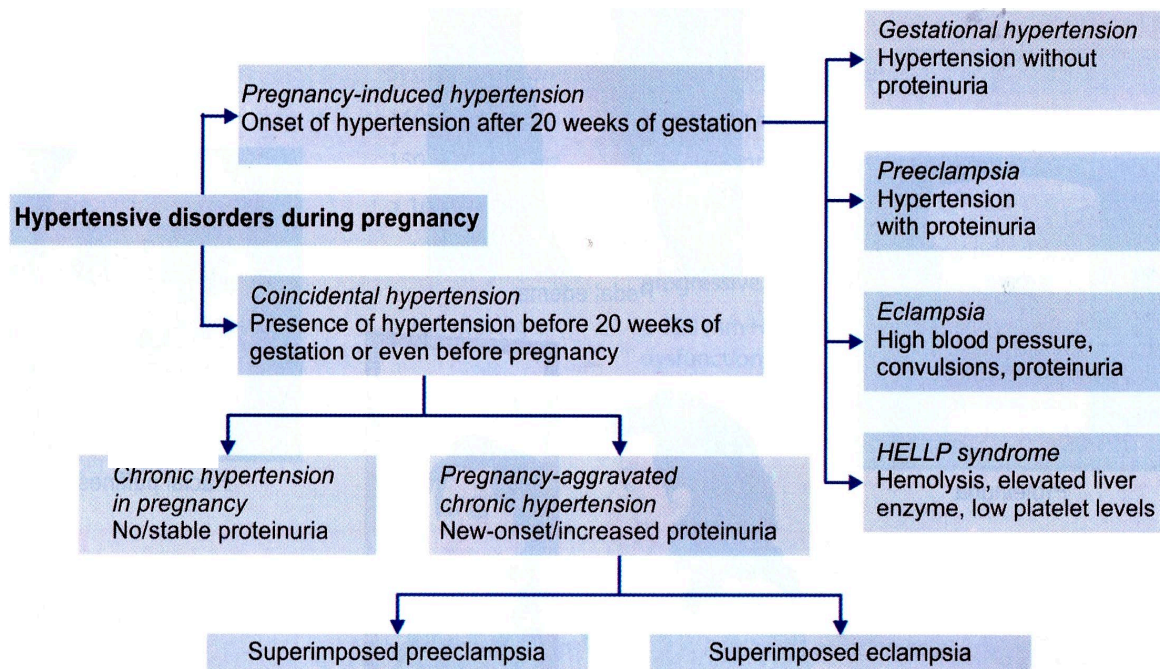 Gestational hypertension
Hypertension without
proteinuria
Pregnancy-induced hypertension
Onset of hypertension after 20 weeks of gestation
Preeclampsia
Hypertension
with proteinuria
Hypertensive disorders during pregnancy
Coincidental hypertension
Presence of hypertension before 20 weeks of
gestation or even before pregnancy
Eclampsia
High blood pressure,
convulsions, proteinuria
HELLP syndrome
Hemolysis, elevated liver
enzyme, low platelet levels
Chronic hypertension
in pregnancy
No/stable proteinuria
Pregnancy-aggravated
chronic hypertension
New-onset/increased proteinuria
Superimposed preeclampsia
Superimposed eclampsia